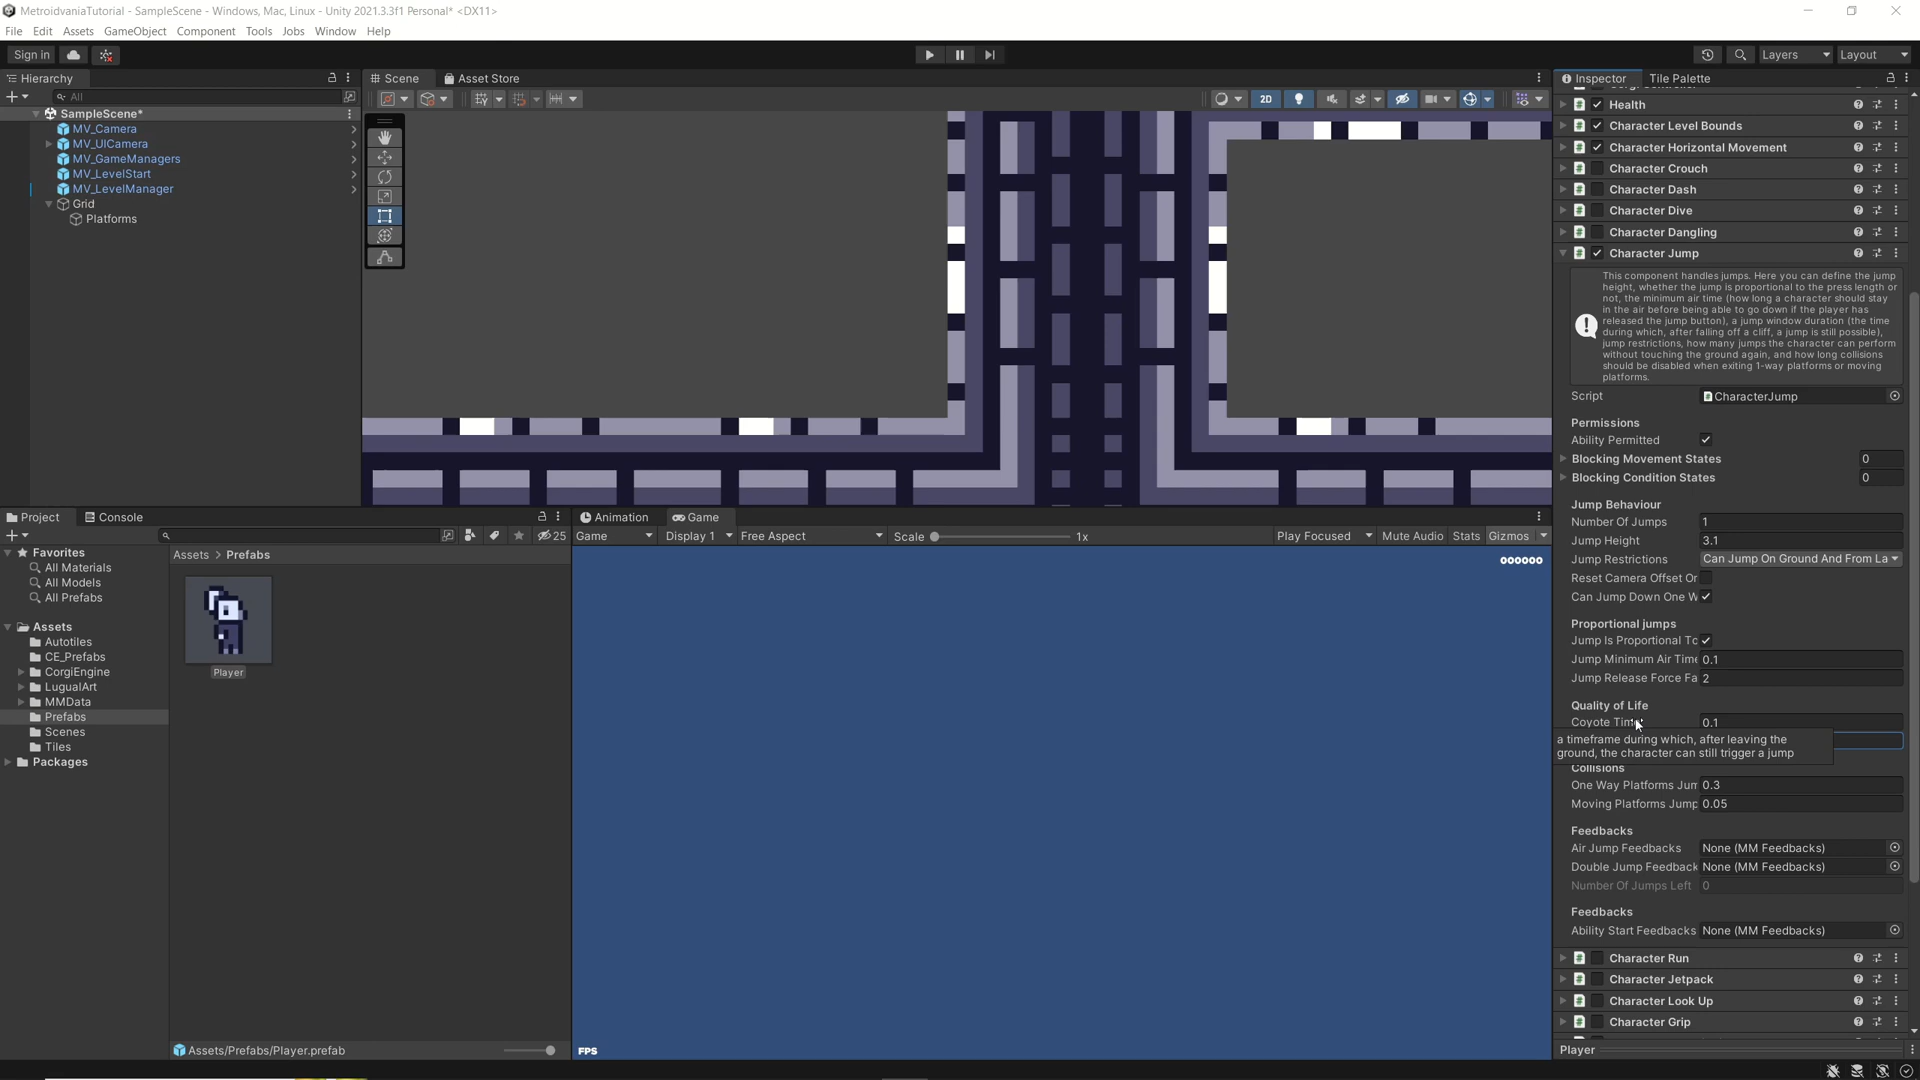 MetroidvaniaTutorial - SampleScene - Windows, Mac, Linux - Unity 2021.3.3f1 Personal* <DX11>
File Edit Assets GameObject Component Tools Jobs Window Help
Sign in
Layers
Layout
Hierarchy
All
SampleScene*
MV_Camera
MV_UICamera
MV_GameManagers
MV_LevelStart
MV_LevelManager
Grid
Platforms
Scene
Asset Store
2D
Project
Console
25
Favorites
All Materials
All Models
All Prefabs
Assets
Autotiles
CE_Prefabs
CorgiEngine
LugualArt
MMData
Prefabs
Scenes
Tiles
Packages
Assets > Prefabs
Player
Assets/Prefabs/Player.prefab
Animation
Game
Game
Display 1
Free Aspect
Scale
1x
Play Focused
Mute Audio
Stats
Gizmos
000000
FPS
Inspector
Tile Palette
Health
Character Level Bounds
Character Horizontal Movement
Character Crouch
Character Dash
Character Dive
Character Dangling
Character Jump
This component handles jumps. Here you can define the jump
height, whether the jump is proportional to the press length or
not, the minimum air time (how long a character should stay
in the air before being able to go down if the player has
released the jump button), a jump window duration (the time
during which, after falling off a cliff, a jump is still possible),
jump restrictions, how many jumps the character can perform
without touching the ground again, and how long collisions
should be disabled when exiting 1-way platforms or moving
platforms.
Script CharacterJump
Permissions
Ability Permitted
Blocking Movement States 0
Blocking Condition States 0
Jump Behaviour
Number Of Jumps 1
Jump Height 3.1
Jump Restrictions Can Jump On Ground And From La
Reset Camera Offset Or
Can Jump Down One W
Proportional jumps
Jump Is Proportional To
Jump Minimum Air Time 0.1
Jump Release Force Fa 2
Quality of Life
Coyote Time 0.1
a timeframe during which, after leaving the
ground, the character can still trigger a jump
Collisions
One Way Platforms Jum 0.3
Moving Platforms Jump 0.05
Feedbacks
Air Jump Feedbacks None (MM Feedbacks)
Double Jump Feedback None (MM Feedbacks)
Number Of Jumps Left 0
Feedbacks
Ability Start Feedbacks None (MM Feedbacks)
Character Run
Character Jetpack
Character Look Up
Character Grip
Player